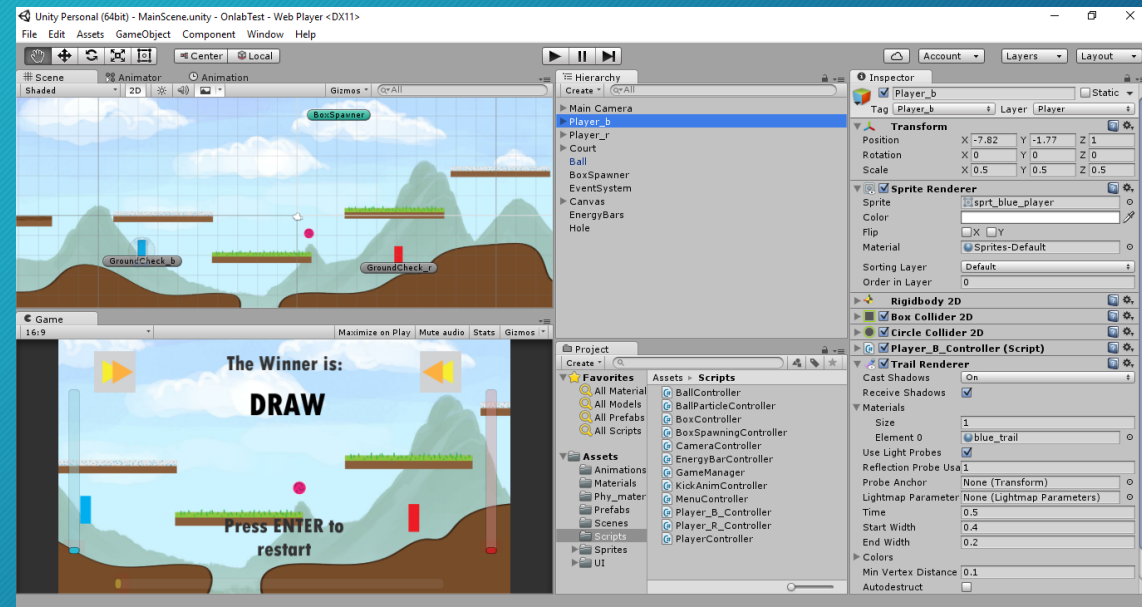 Unity Personal (64bit) - MainScene.unity - OnlabTest - Web Player <DX11>
File Edit Assets GameObject Component Window Help
Center Local
Account Layers Layout
Scene Animator Animation
Shaded 2D Gizmos All
BoxSpawner
GroundCheck_b
GroundCheck_r
Game
16:9 Maximize on Play Mute audio Stats Gizmos
The Winner is:
DRAW
Press ENTER to
restart
Hierarchy
Create All
Main Camera
Player_b
Player_r
Court
Ball
BoxSpawner
EventSystem
Canvas
EnergyBars
Hole
Project
Create
Favorites
All Material
All Models
All Prefabs
All Scripts
Assets
Animations
Materials
Phy_mater
Prefabs
Scenes
Scripts
Sprites
UI
Assets Scripts
BallController
BallParticleController
BoxController
BoxSpawningController
CameraController
EnergyBarController
GameManager
KickAnimController
MenuController
Player_B_Controller
Player_R_Controller
PlayerController
Inspector
Player_b Static
Tag Player_b Layer Player
Transform
Position X -7.82 Y -1.77 Z 1
Rotation X 0 Y 0 Z 0
Scale X 0.5 Y 0.5 Z 0.5
Sprite Renderer
Sprite sprt_blue_player
Color
Flip X Y
Material Sprites-Default
Sorting Layer Default
Order in Layer 0
Rigidbody 2D
Box Collider 2D
Circle Collider 2D
Player_B_Controller (Script)
Trail Renderer
Cast Shadows On
Receive Shadows
Materials
Size 1
Element 0 blue_trail
Use Light Probes
Reflection Probe Usa 1
Probe Anchor None (Transform)
Lightmap Parameter None (Lightmap Parameters)
Time 0.5
Start Width 0.4
End Width 0.2
Colors
Min Vertex Distance 0.1
Autodestruct